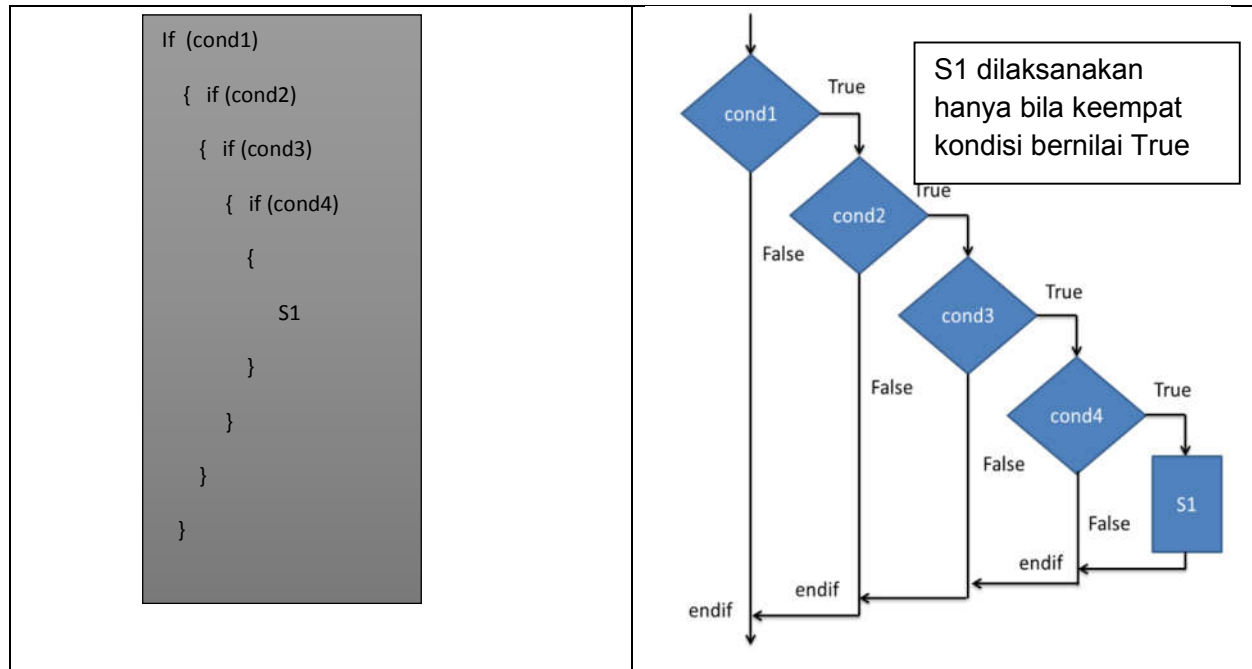 If (cond1)
{ if (cond2)
{ if (cond3)
{ if (cond4)
{
S1
}
}
}
}
S1 dilaksanakan
hanya bila keempat
kondisi bernilai True
True
cond1
True
cond2
False
True
cond3
False
True
cond4
False
S1
False
endif
endif
endif